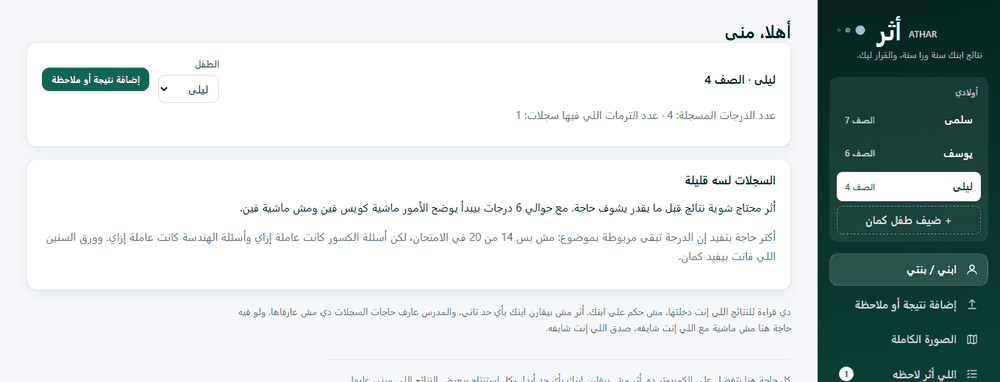 أثر ATHAR
نتائج ابنك سنة ورا سنة، والقرار ليك.
أولادي
سلمى الصف 7
يوسف الصف 6
ليلى الصف 4
+ ضيف طفل كمان
ابني / بنتي
إضافة نتيجة أو ملاحظة
الصورة الكاملة
اللي أثر لاحظه 1
أهلا، منى
ليلى · الصف 4
الطفل
ليلى
إضافة نتيجة أو ملاحظة
عدد الدرجات المسجلة: 4 · عدد الترمات اللي فيها سجلات: 1
السجلات لسه قليلة
أثر محتاج شوية نتائج قبل ما يقدر يشوف حاجة. مع حوالي 6 درجات بيبدأ يوضح الأمور ماشية كويس فين ومش ماشية فين.
أكتر حاجة بتفيد إن الدرجة تبقى مربوطة بموضوع: مش بس 14 من 20 في الامتحان، لكن أسئلة الكسور كانت عاملة إزاي وأسئلة الهندسة كانت عاملة إزاي. وورق السنين
اللي فاتت بيفيد كمان.
دي قراءة للنتائج اللي إنت دخلتها، مش حكم على ابنك. أثر مش بيقارن ابنك بأي حد تاني، والمدرس عارف حاجات السجلات دي مش عارفاها. ولو فيه
حاجة هنا مش ماشية مع اللي إنت شايفه، صدق اللي إنت شايفه.